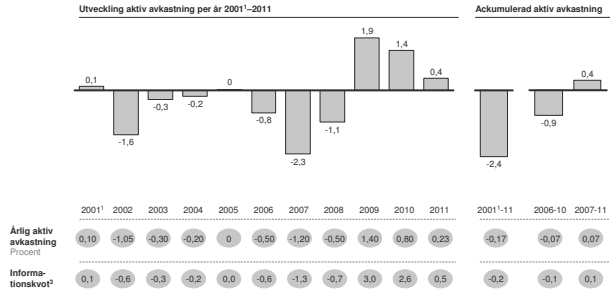 Utveckling aktiv avkastning per år 2001¹–2011
Ackumulerad aktiv avkastning
0,1 -1,6 -0,3 -0,2 0 -0,8 -2,3 -1,1 1,9 1,4 0,4
-2,4 -0,9 0,4
2001¹ 2002 2003 2004 2005 2006 2007 2008 2009 2010 2011 2001¹-11 2006-10 2007-11
Årlig aktiv
avkastning
Percent
0,10 -1,05 -0,30 -0,20 0 -0,50 -1,20 -0,50 1,40 0,80 0,23 -0,17 -0,07 0,07
Informa-
tionskvot³
0,1 -0,6 -0,3 -0,2 0,0 -0,6 -1,3 -0,7 3,0 2,6 0,5 -0,2 -0,1 0,1